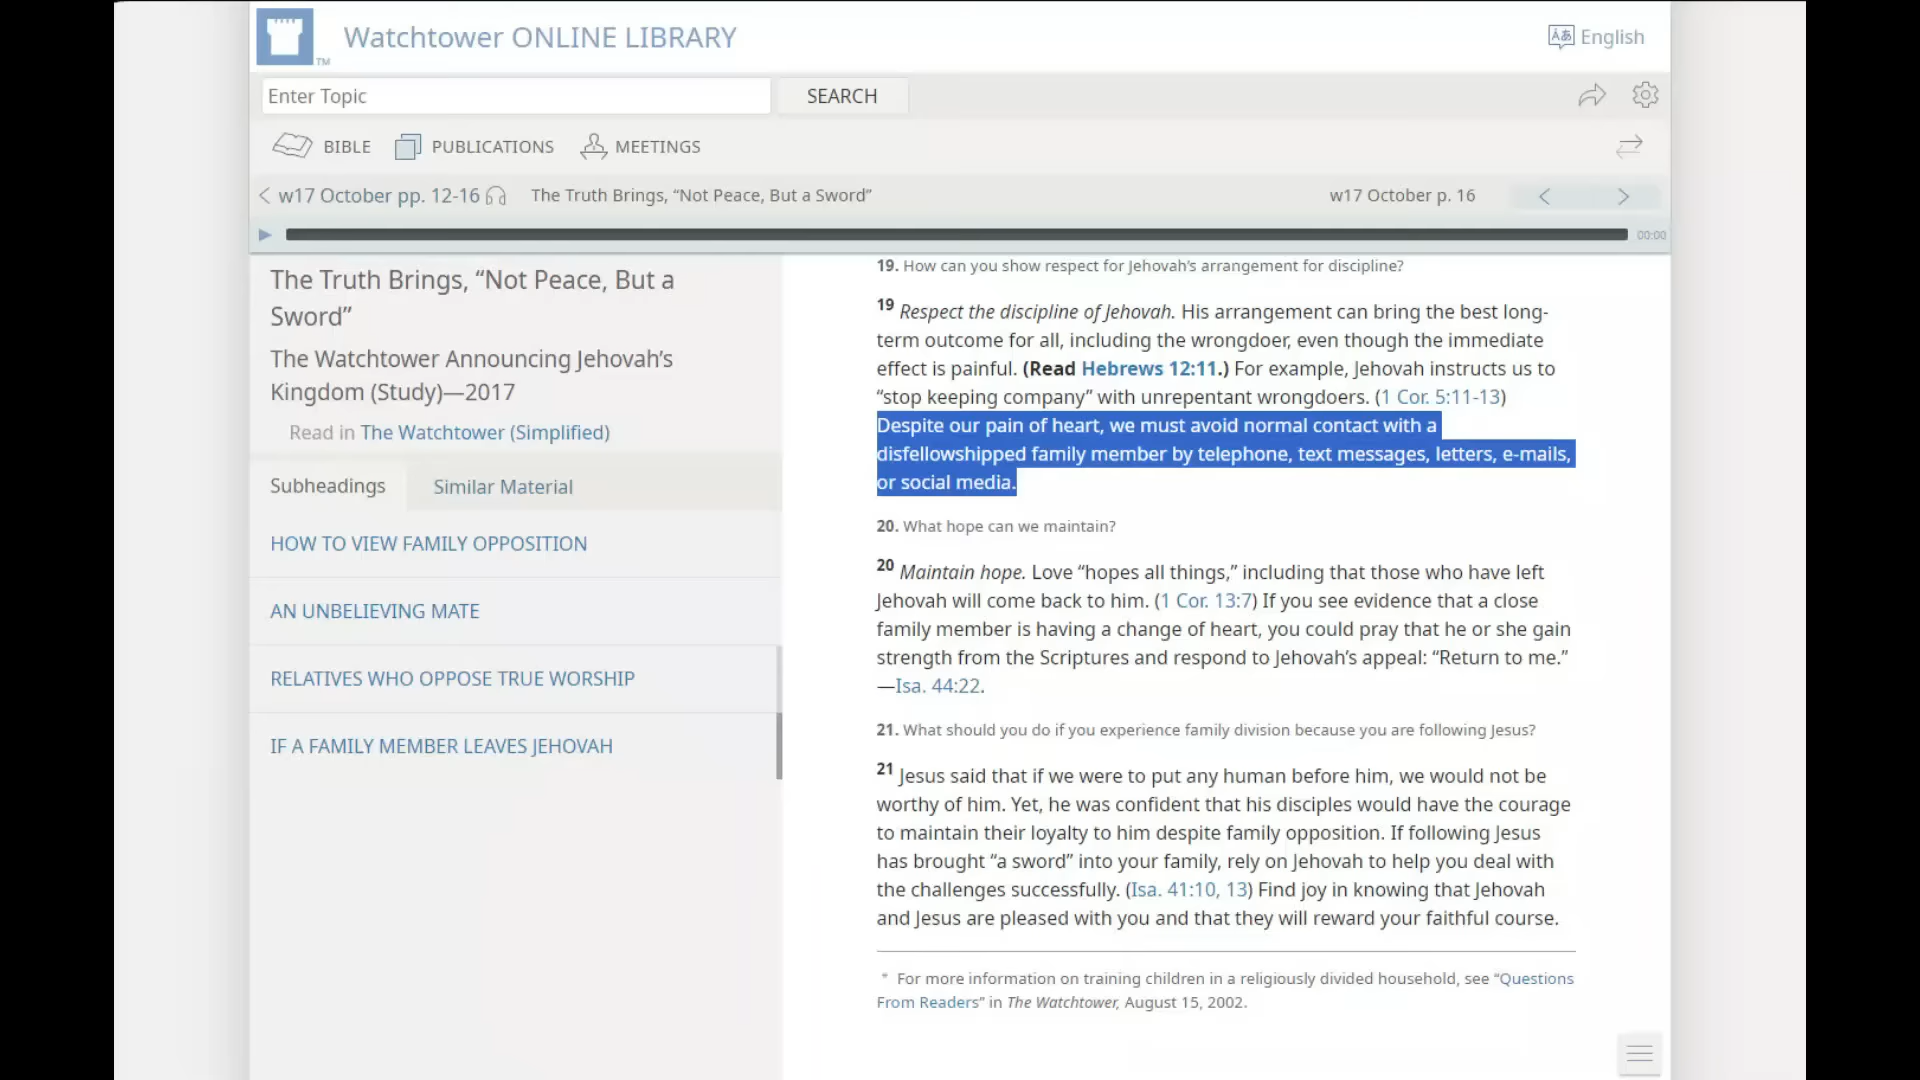 Watchtower ONLINE LIBRARY
TM
English
Enter Topic
SEARCH
BIBLE
PUBLICATIONS
MEETINGS
w17 October pp. 12-16
The Truth Brings, “Not Peace, But a Sword”
w17 October p. 16
00:00
The Truth Brings, “Not Peace, But a
Sword”
The Watchtower Announcing Jehovah’s
Kingdom (Study)—2017
Read in The Watchtower (Simplified)
Subheadings
Similar Material
HOW TO VIEW FAMILY OPPOSITION
AN UNBELIEVING MATE
RELATIVES WHO OPPOSE TRUE WORSHIP
IF A FAMILY MEMBER LEAVES JEHOVAH
19. How can you show respect for Jehovah’s arrangement for discipline?
19 Respect the discipline of Jehovah. His arrangement can bring the best long-
term outcome for all, including the wrongdoer, even though the immediate
effect is painful. (Read Hebrews 12:11.) For example, Jehovah instructs us to
“stop keeping company” with unrepentant wrongdoers. (1 Cor. 5:11-13)
Despite our pain of heart, we must avoid normal contact with a
disfellowshipped family member by telephone, text messages, letters, e-mails,
or social media.
20. What hope can we maintain?
20 Maintain hope. Love “hopes all things,” including that those who have left
Jehovah will come back to him. (1 Cor. 13:7) If you see evidence that a close
family member is having a change of heart, you could pray that he or she gain
strength from the Scriptures and respond to Jehovah’s appeal: “Return to me.”
—Isa. 44:22.
21. What should you do if you experience family division because you are following Jesus?
21 Jesus said that if we were to put any human before him, we would not be
worthy of him. Yet, he was confident that his disciples would have the courage
to maintain their loyalty to him despite family opposition. If following Jesus
has brought “a sword” into your family, rely on Jehovah to help you deal with
the challenges successfully. (Isa. 41:10, 13) Find joy in knowing that Jehovah
and Jesus are pleased with you and that they will reward your faithful course.
* For more information on training children in a religiously divided household, see “Questions
From Readers” in The Watchtower, August 15, 2002.